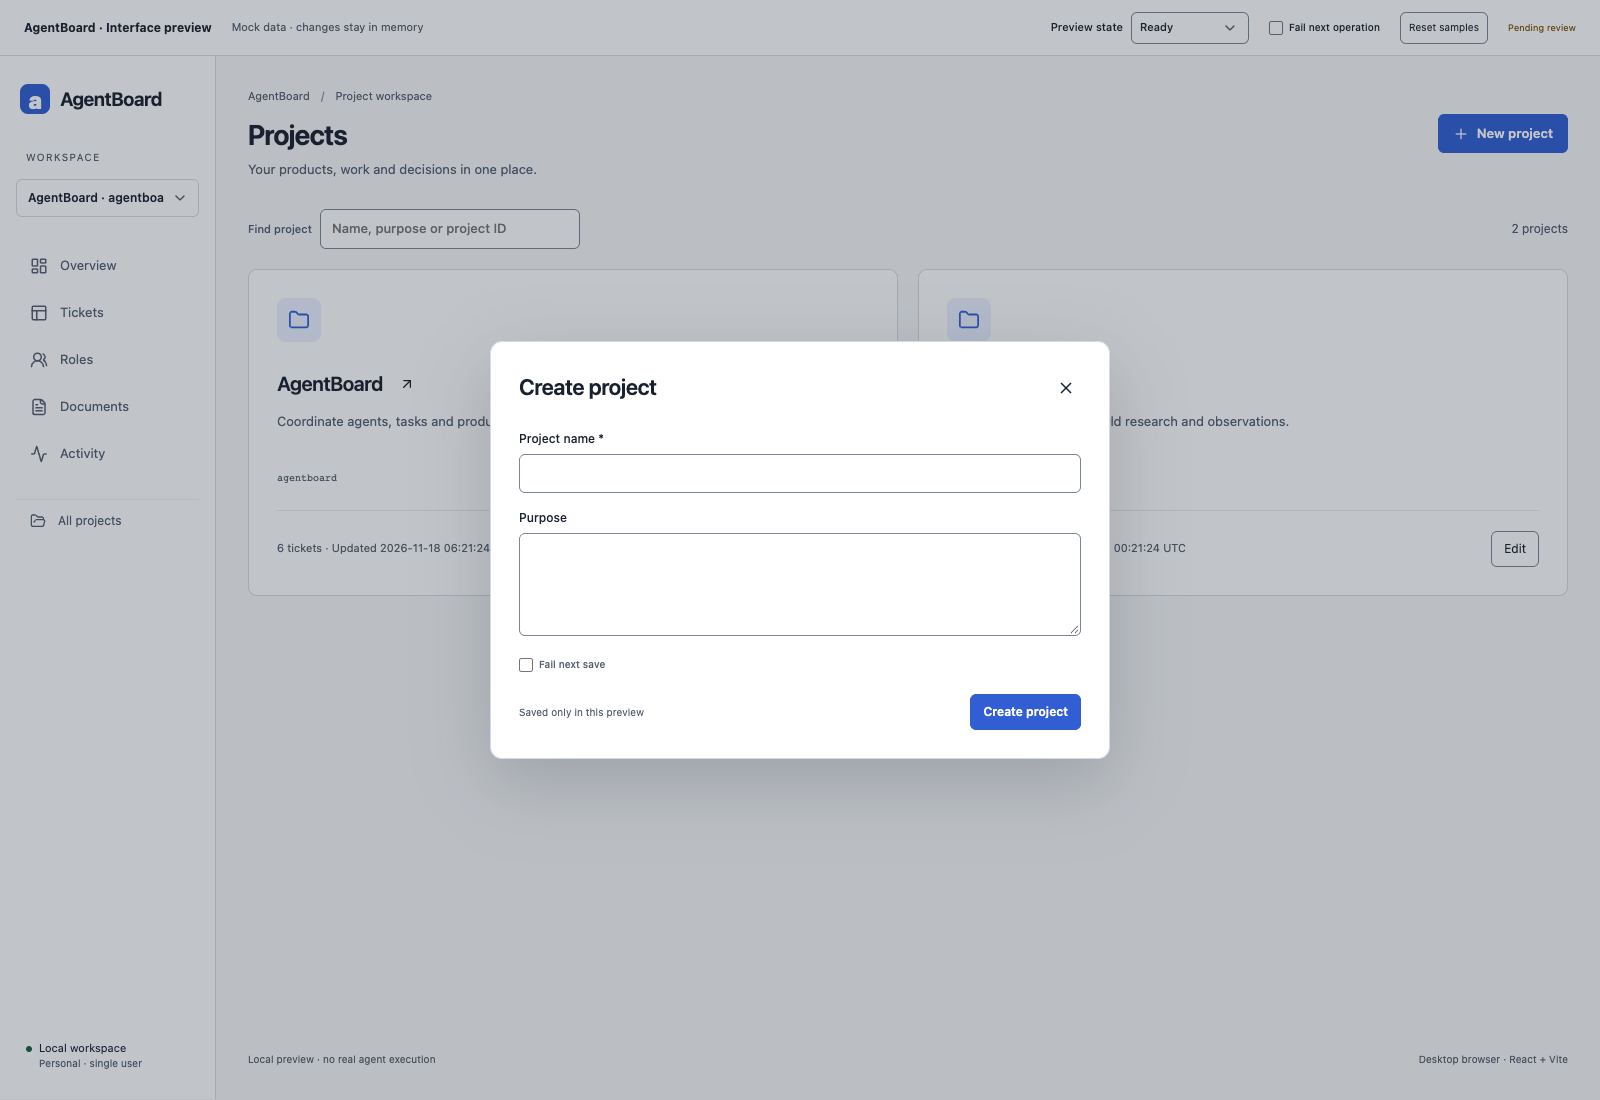 AgentBoard · Interface preview
Mock data · changes stay in memory
Preview state
Ready
Fail next operation
Reset samples
Pending review
a
AgentBoard
WORKSPACE
AgentBoard · agentboa
Overview
Tickets
Roles
Documents
Activity
All projects
Local workspace
Personal · single user
AgentBoard / Project workspace
Projects
Your products, work and decisions in one place.
New project
Find project
Name, purpose or project ID
2 projects
AgentBoard
Coordinate agents, tasks and produ
agentboard
6 tickets · Updated 2026-11-18 06:21:24
ld research and observations.
00:21:24 UTC
Edit
Create project
Project name *
Purpose
Fail next save
Saved only in this preview
Create project
Local preview · no real agent execution
Desktop browser · React + Vite